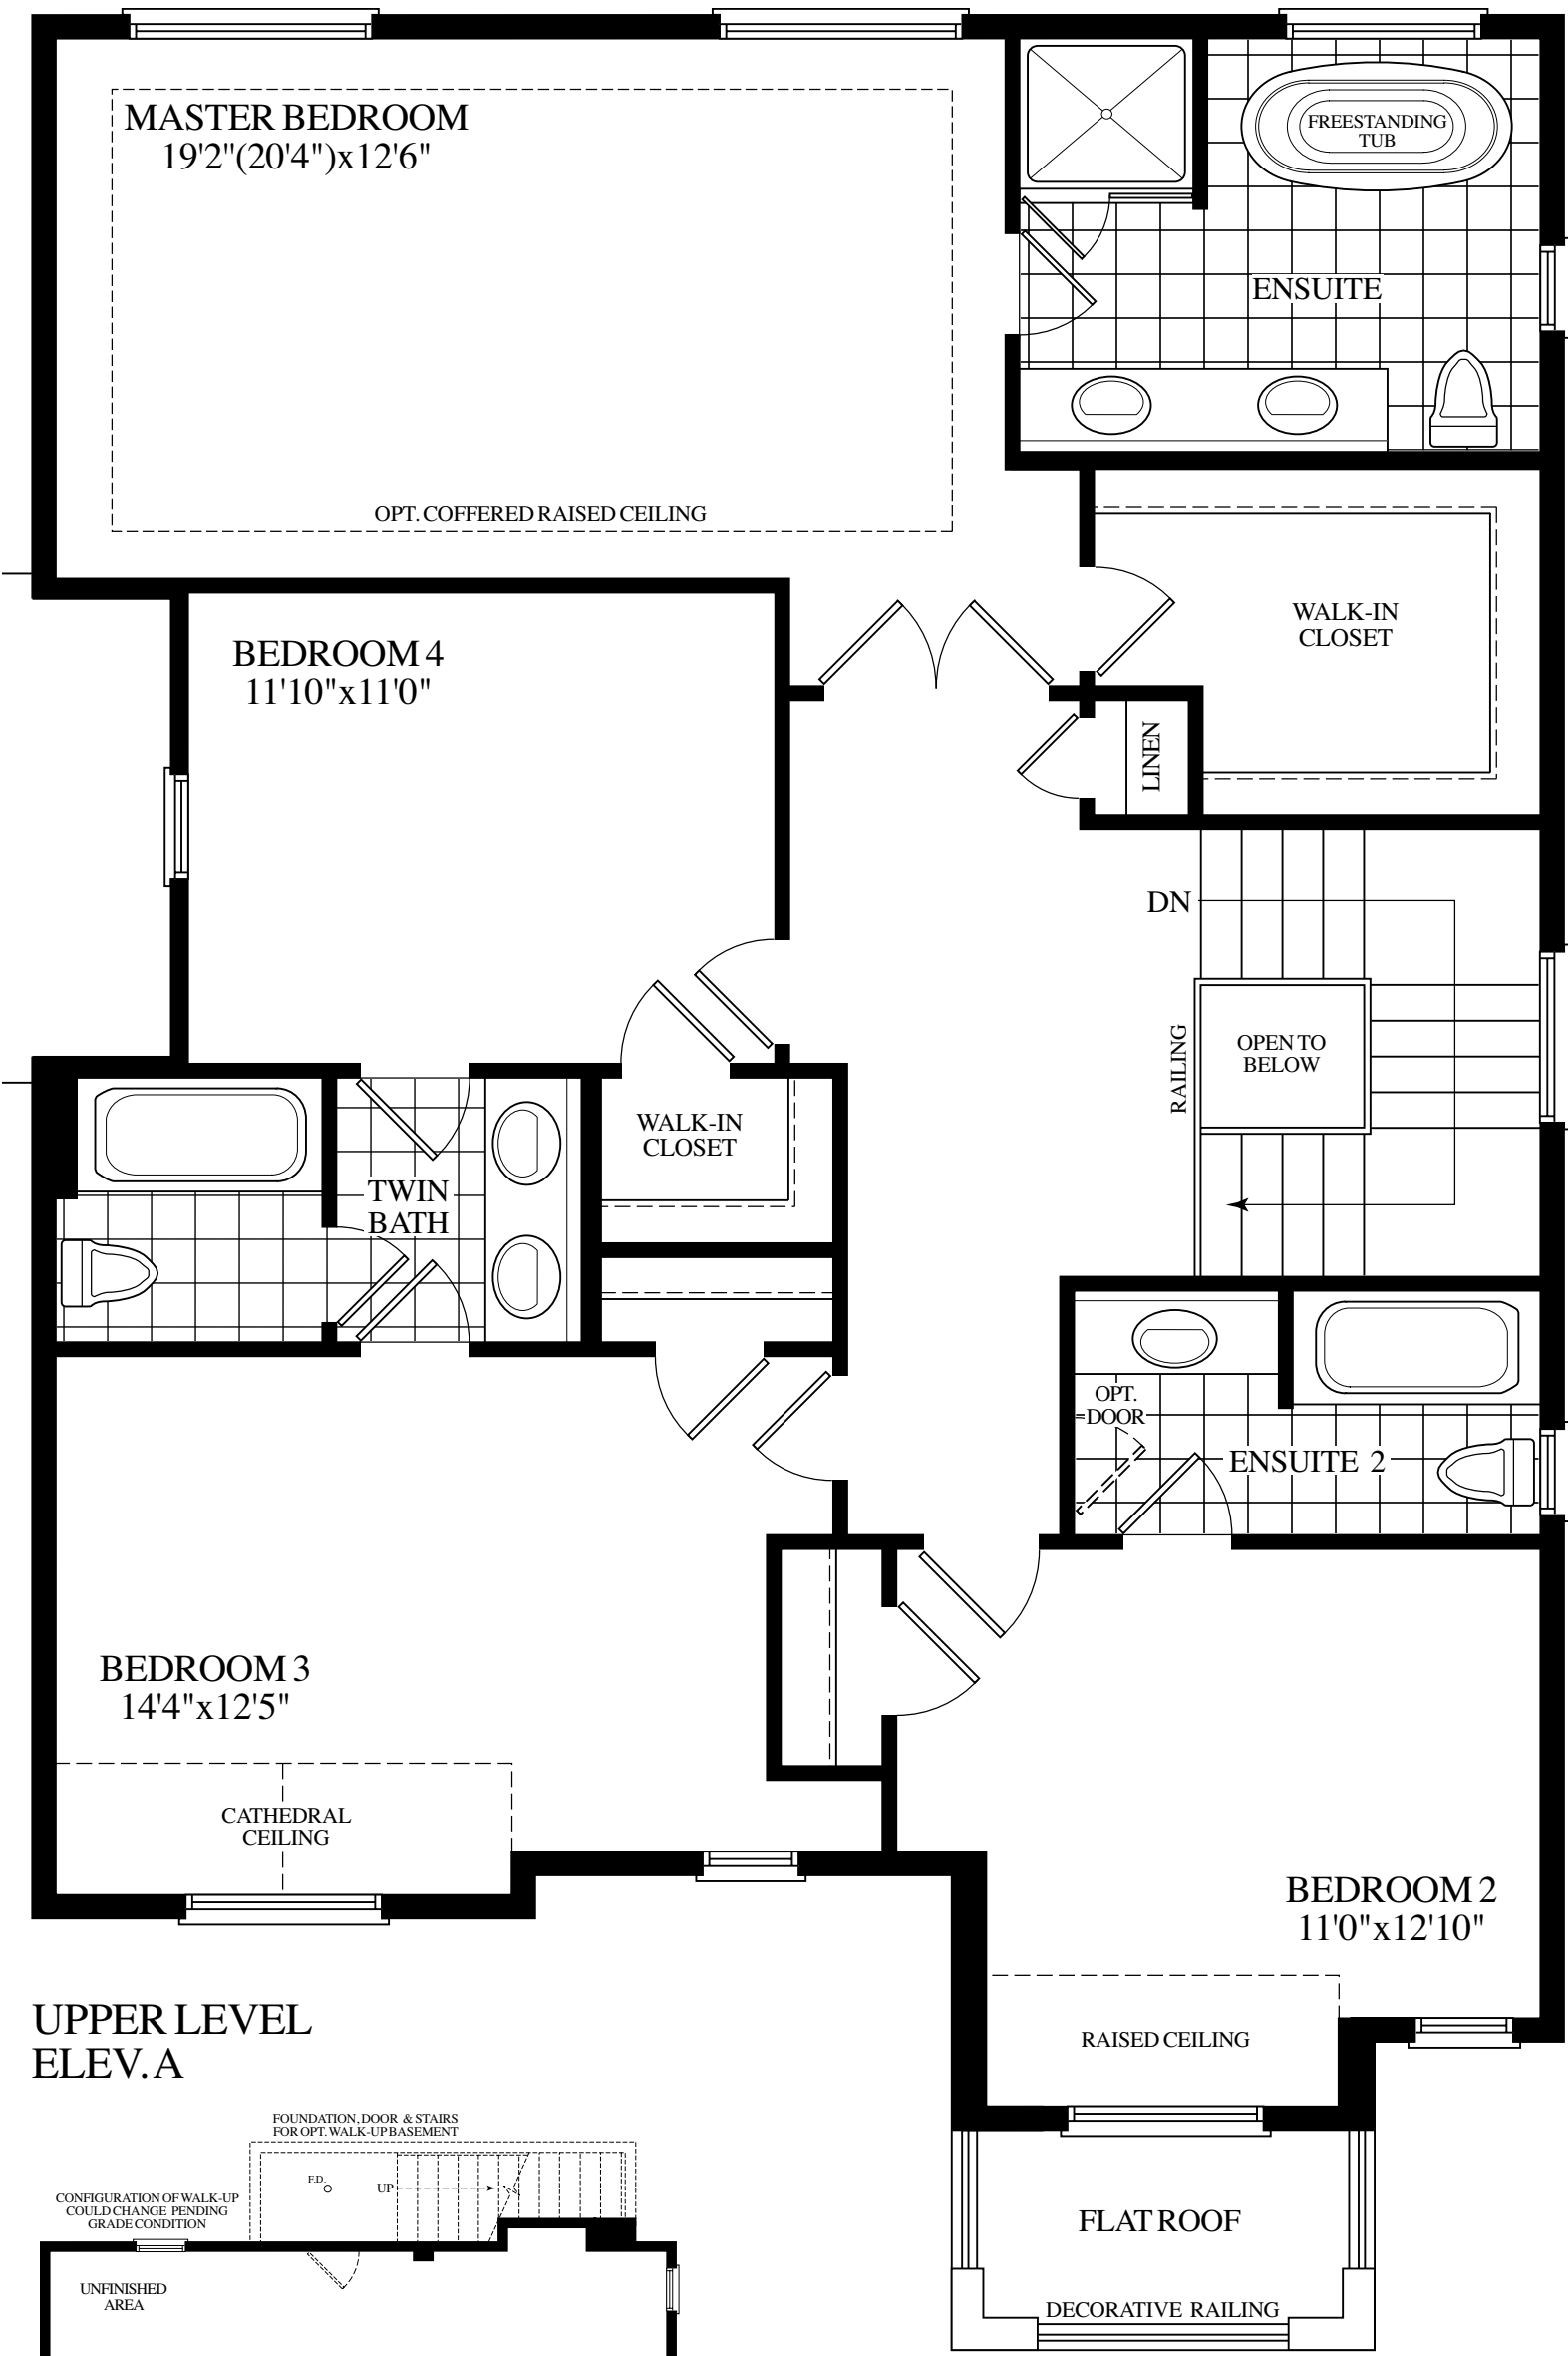 MASTER BEDROOM
19'2"(20'4")x12'6"
OPT. COFFERED RAISED CEILING
FREESTANDING
TUB
ENSUITE
WALK-IN
CLOSET
LINEN
BEDROOM 4
11'10"x11'0"
DN
RAILING
OPEN TO
BELOW
WALK-IN
CLOSET
TWIN
BATH
OPT.
DOOR
ENSUITE 2
BEDROOM 3
14'4"x12'5"
CATHEDRAL
CEILING
BEDROOM 2
11'0"x12'10"
RAISED CEILING
FLAT ROOF
DECORATIVE RAILING
UPPER LEVEL
ELEV. A
FOUNDATION, DOOR & STAIRS
FOR OPT. WALK-UP BASEMENT
F.D.
UP
CONFIGURATION OF WALK-UP
COULD CHANGE PENDING
GRADE CONDITION
UNFINISHED
AREA